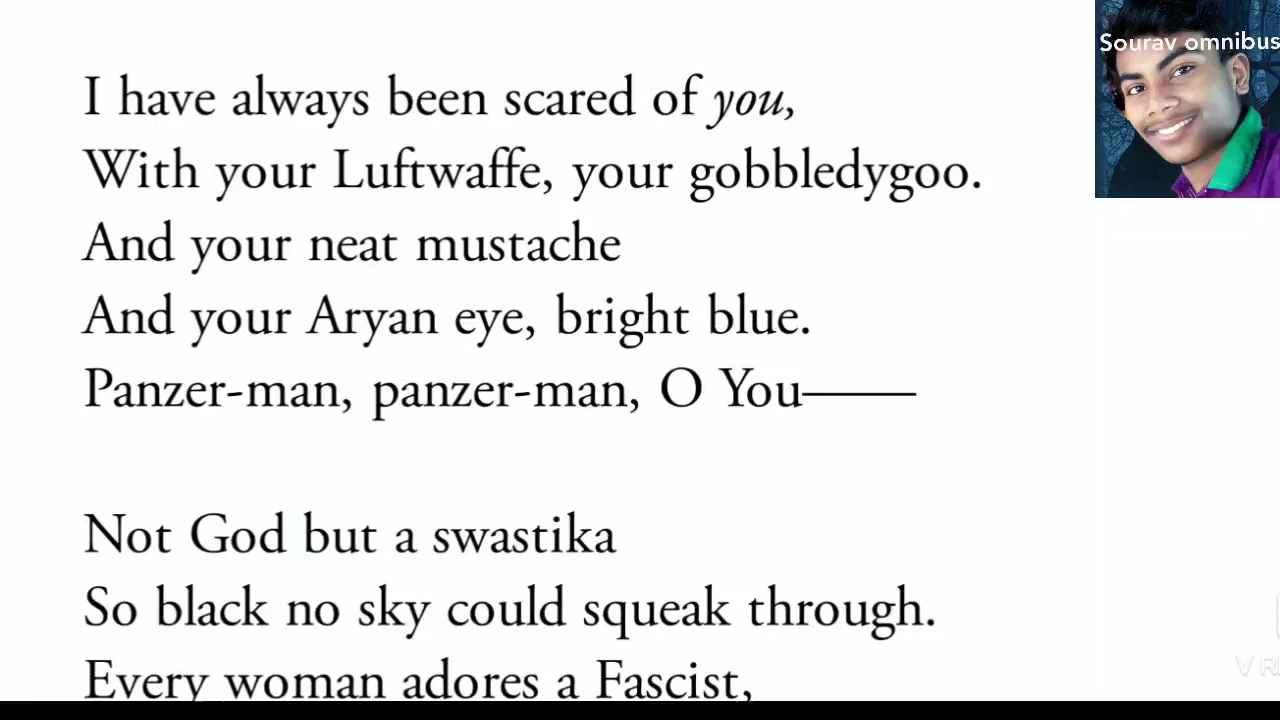 Sourav omnibus
I have always been scared of you,
With your Luftwaffe, your gobbledygoo.
And your neat mustache
And your Aryan eye, bright blue.
Panzer-man, panzer-man, O You——
Not God but a swastika
So black no sky could squeak through.
Every woman adores a Fascist,